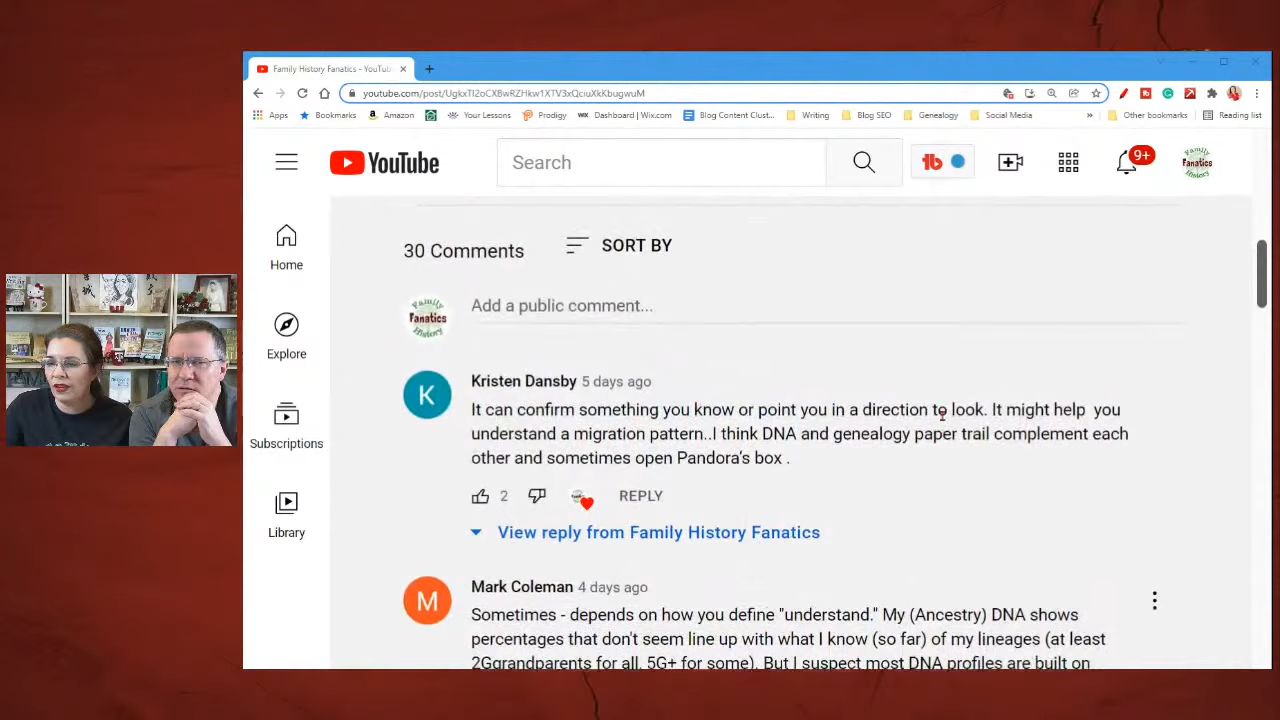 Family History Fanatics - YouTub
youtube.com/post/UgkxTI2oCXBwRZHkw1XTV3xQciuXkKbugwuM
Apps Bookmarks Amazon Your Lessons Prodigy Dashboard | Wix.com Blog Content Clust... Writing Blog SEO Genealogy Social Media » Other bookmarks Reading list
YouTube
Search
tb
9+
Family
Fanatics
History
Home
Explore
Subscriptions
Library
30 Comments SORT BY
Family
Fanatics
History
Add a public comment...
K
Kristen Dansby 5 days ago
It can confirm something you know or point you in a direction to look. It might help you
understand a migration pattern..I think DNA and genealogy paper trail complement each
other and sometimes open Pandora's box .
2 REPLY
View reply from Family History Fanatics
M
Mark Coleman 4 days ago
Sometimes - depends on how you define "understand." My (Ancestry) DNA shows
percentages that don't seem line up with what I know (so far) of my lineages (at least
2Ggrandparents for all, 5G+ for some). But I suspect most DNA profiles are built on